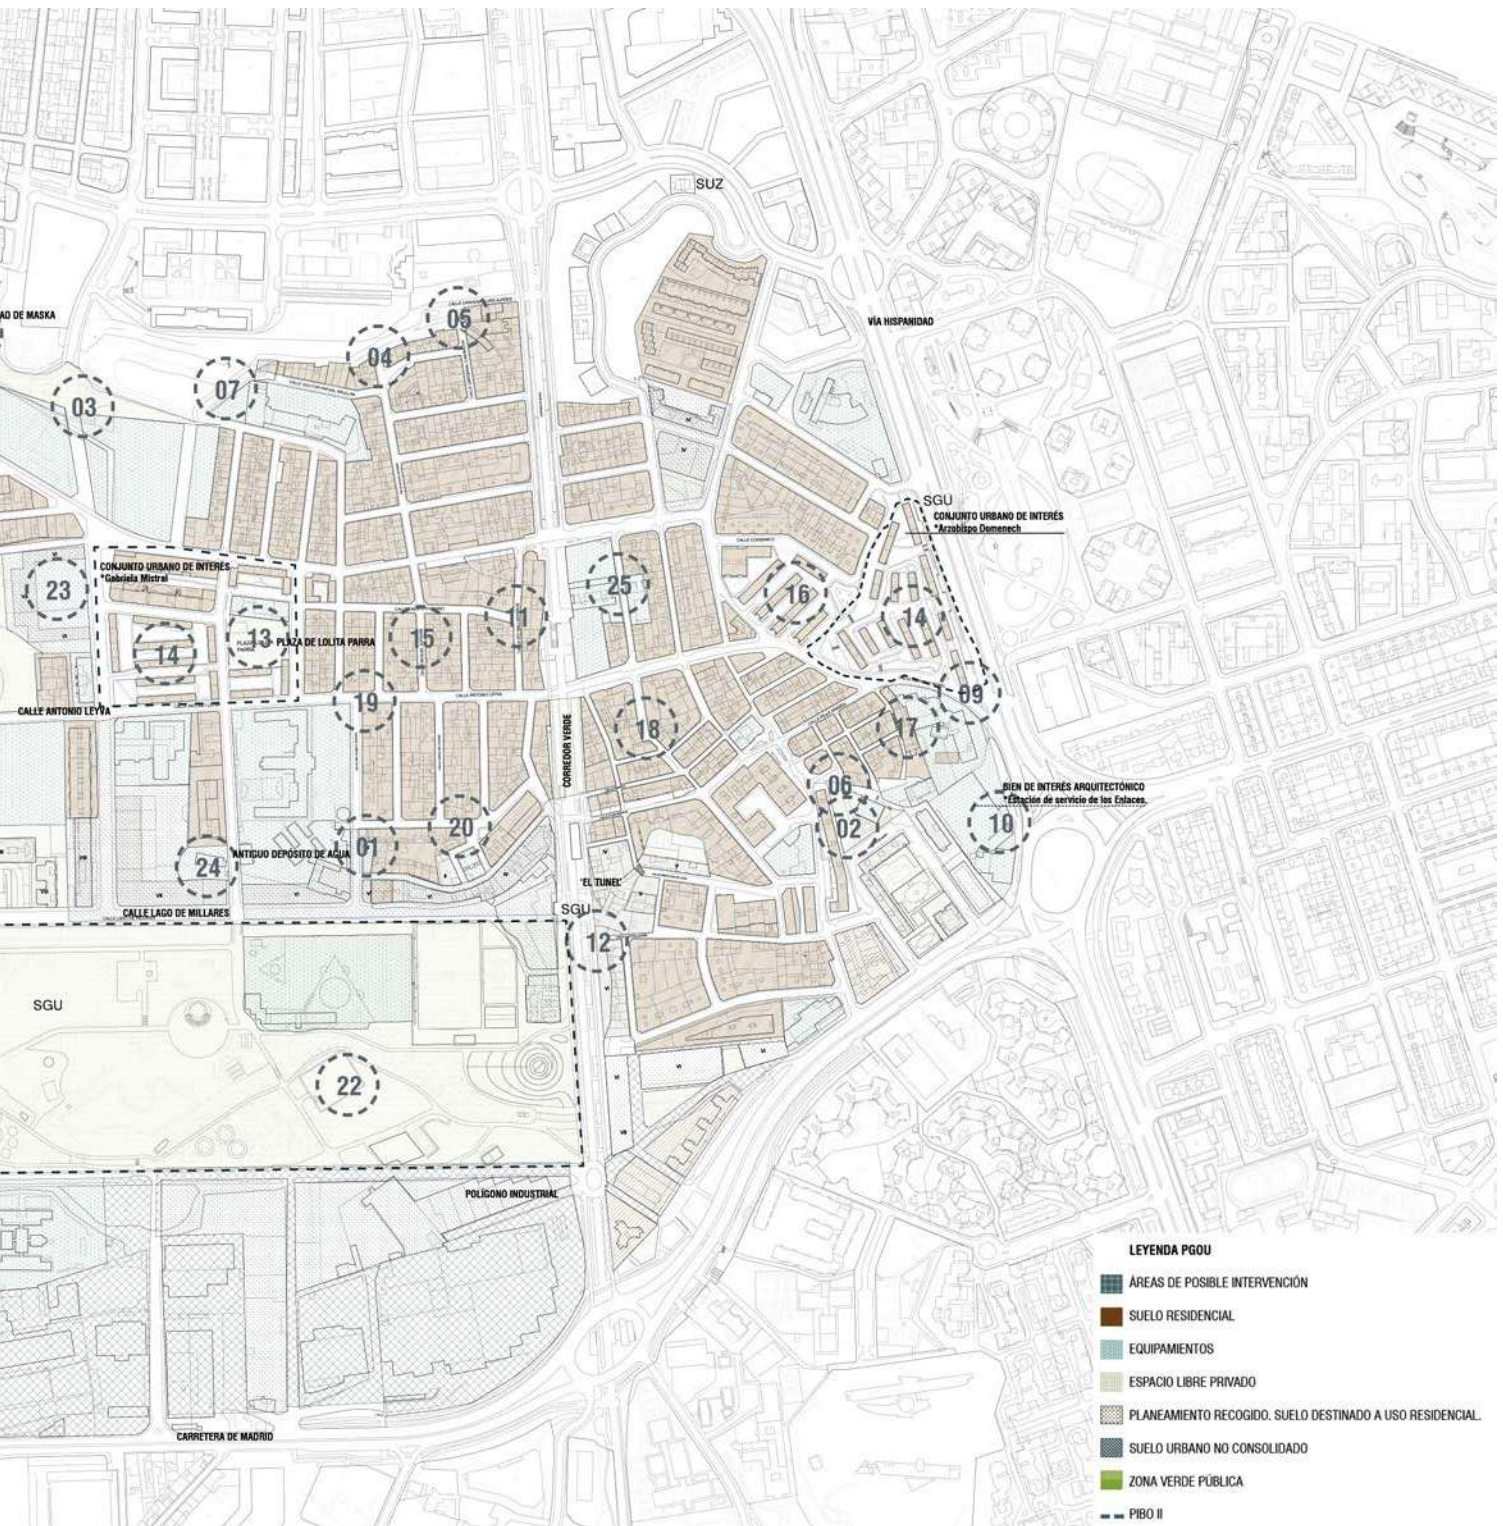 SUZ
AD DE MASKA
VÍA HISPANIDAD
05
04
07
03
SGU
CONJUNTO URBANO DE INTERÉS
*Arzobispo Domenech
CONJUNTO URBANO DE INTERÉS
*Gabriela Mistral
23
25
16
11
14
13
PLAZA DE LOLITA PARRA
15
14
09
19
CALLE ANTONIO LEYVA
CALLE ANTONIO LEYVA
18
17
CORREDOR VERDE
06
BIEN DE INTERÉS ARQUITECTÓNICO
*Estación de servicio de los Enlaces.
02
10
20
01
ANTIGUO DEPÓSITO DE AGUA
24
'EL TUNEL'
CALLE LAGO DE MILLARES
SGU
12
SGU
22
POLÍGONO INDUSTRIAL
CARRETERA DE MADRID
LEYENDA PGOU
ÁREAS DE POSIBLE INTERVENCIÓN
SUELO RESIDENCIAL
EQUIPAMIENTOS
ESPACIO LIBRE PRIVADO
PLANEAMIENTO RECOGIDO. SUELO DESTINADO A USO RESIDENCIAL.
SUELO URBANO NO CONSOLIDADO
ZONA VERDE PÚBLICA
PIBO II